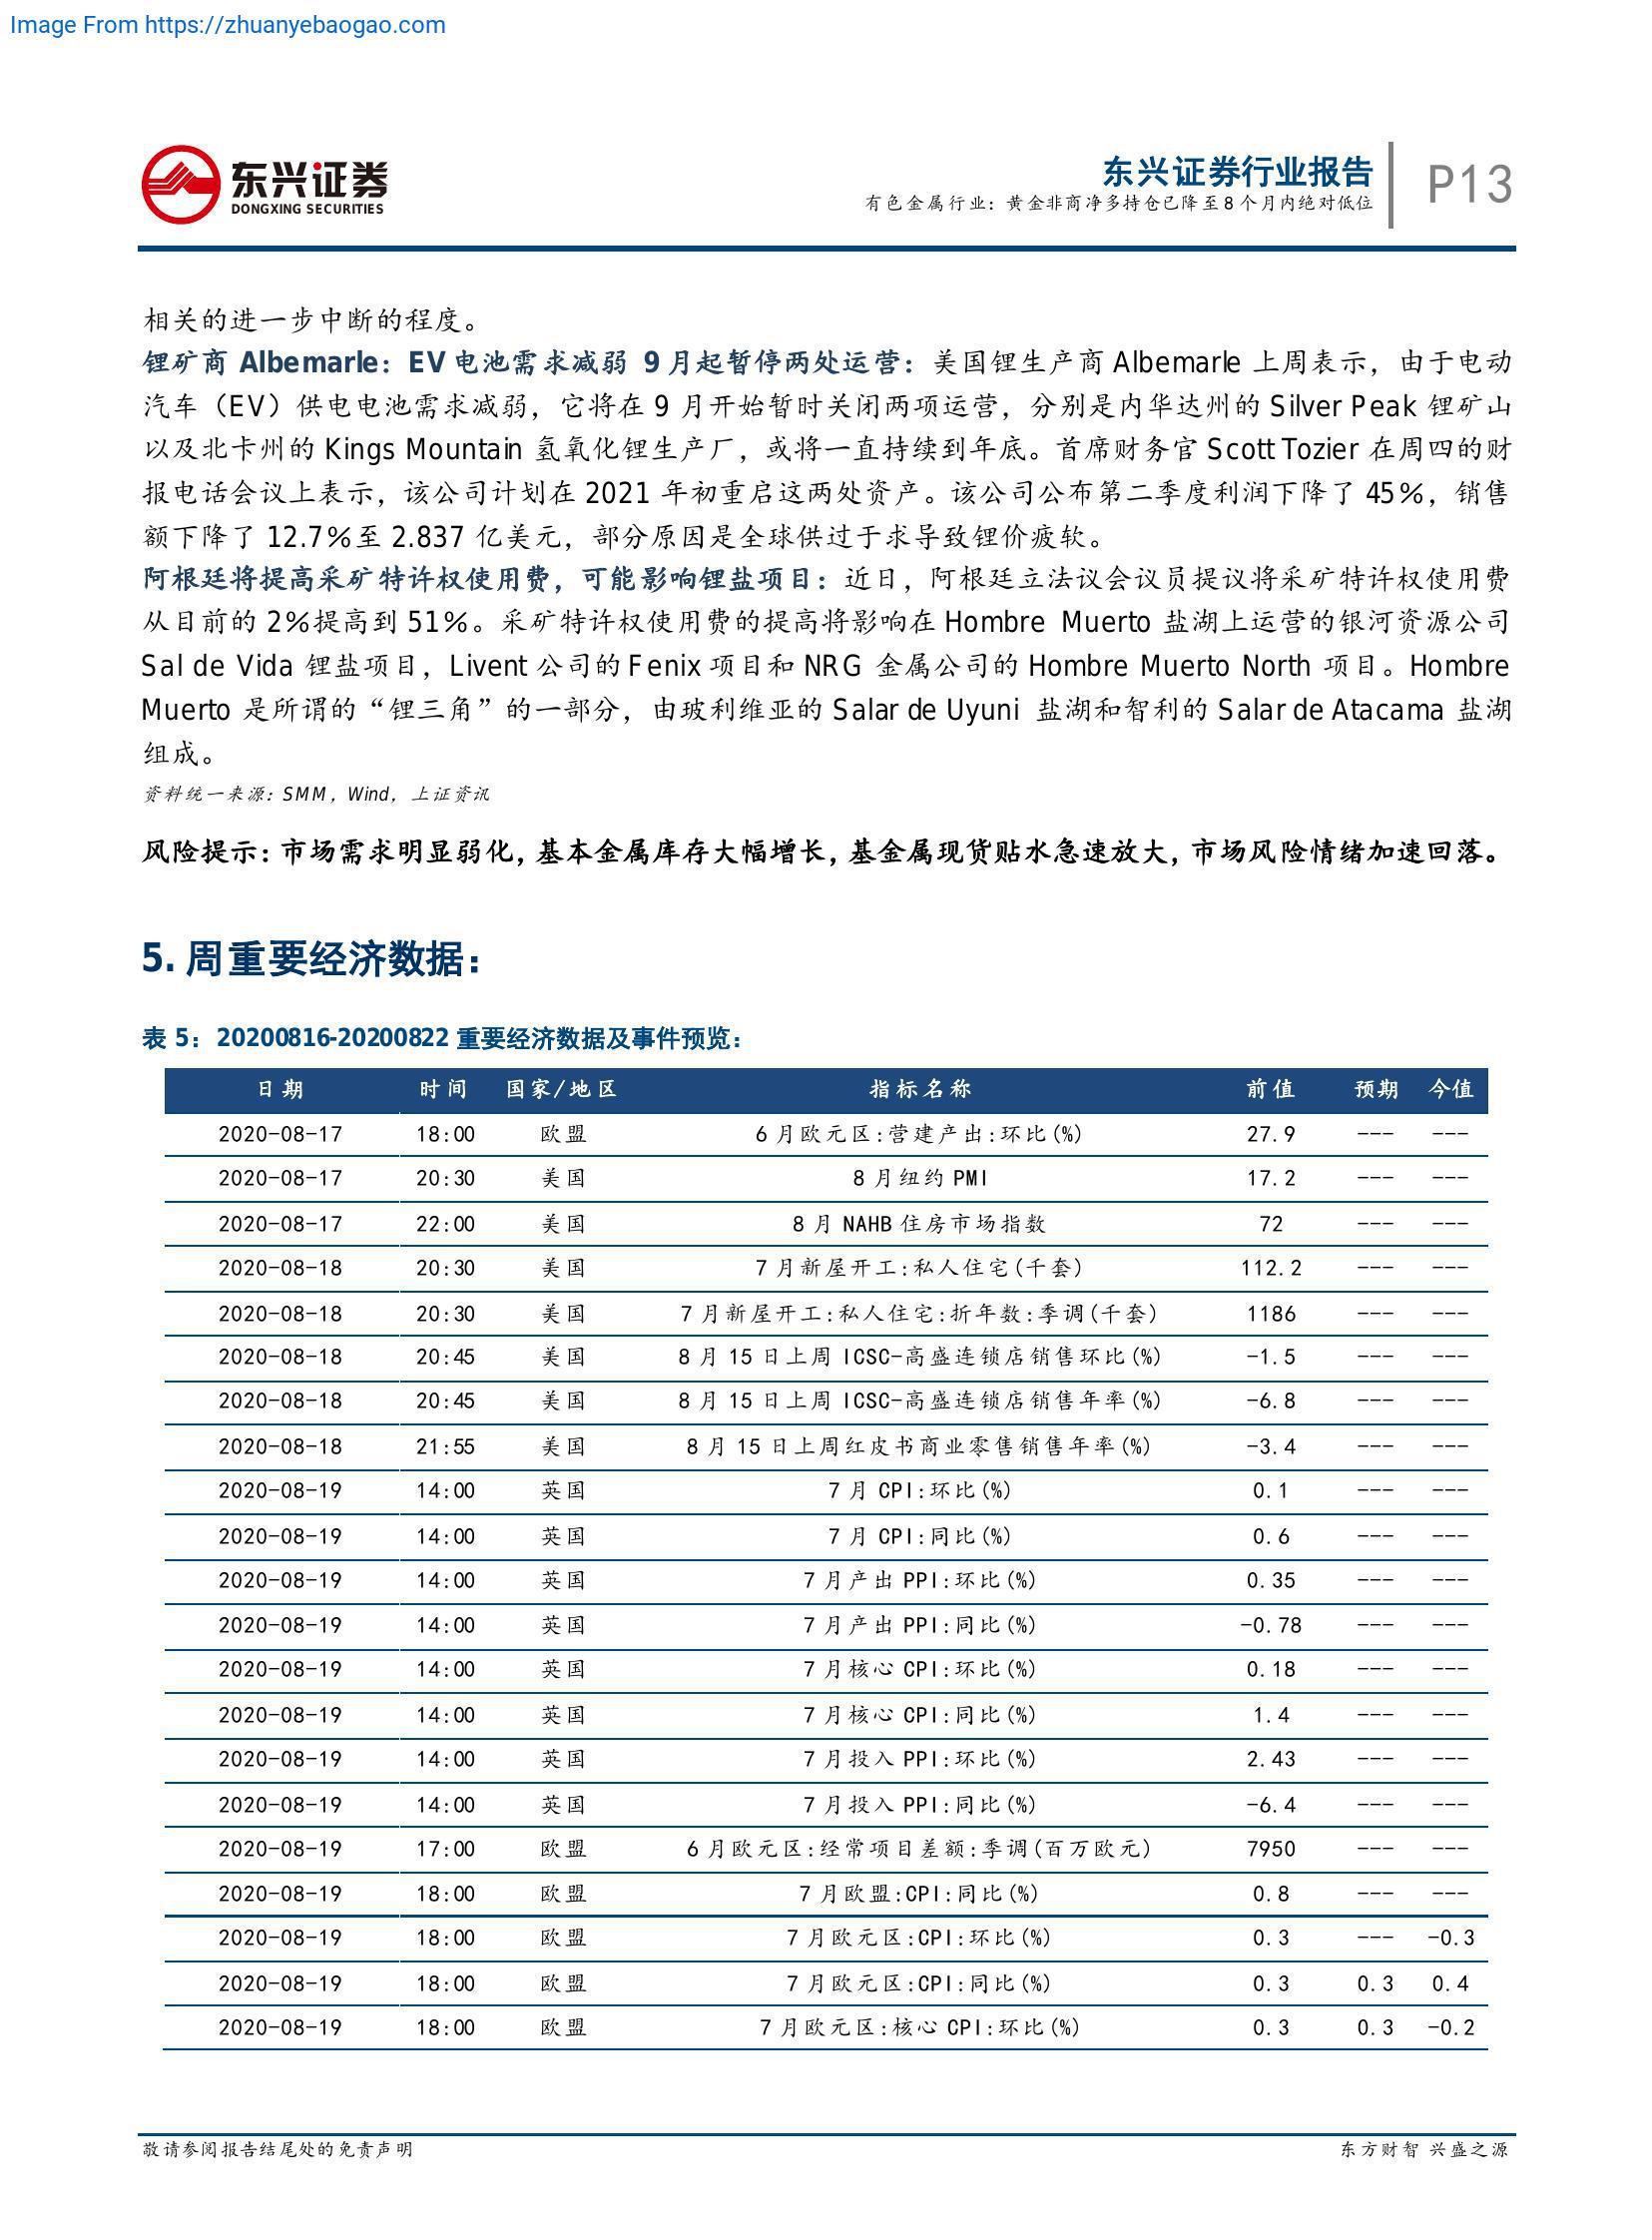 Image From https://zhuanyebaogao.com
东兴证券
DONGXING SECURITIES
东兴证券行业报告
有色金属行业：黄金非商净多持仓已降至8个月内绝对低位
P13
相关的进一步中断的程度。
锂矿商 Albemarle：EV 电池需求减弱 9 月起暂停两处运营：美国锂生产商 Albemarle 上周表示，由于电动
汽车（EV）供电电池需求减弱，它将在 9 月开始暂时关闭两项运营，分别是内华达州的 Silver Peak 锂矿山
以及北卡州的 Kings Mountain 氢氧化锂生产厂，或将一直持续到年底。首席财务官 Scott Tozier 在周四的财
报电话会议上表示，该公司计划在 2021 年初重启这两处资产。该公司公布第二季度利润下降了 45%，销售
额下降了 12.7%至 2.837 亿美元，部分原因是全球供过于求导致锂价疲软。
阿根廷将提高采矿特许权使用费，可能影响锂盐项目：近日，阿根廷立法议会议员提议将采矿特许权使用费
从目前的 2%提高到 51%。采矿特许权使用费的提高将影响在 Hombre Muerto 盐湖上运营的银河资源公司
Sal de Vida 锂盐项目，Livent 公司的 Fenix 项目和 NRG 金属公司的 Hombre Muerto North 项目。Hombre
Muerto 是所谓的“锂三角”的一部分，由玻利维亚的 Salar de Uyuni 盐湖和智利的 Salar de Atacama 盐湖
组成。
资料统一来源：SMM，Wind，上证资讯
风险提示：市场需求明显弱化，基本金属库存大幅增长，基金属现货贴水急速放大，市场风险情绪加速回落。
5. 周重要经济数据：
表 5：20200816-20200822 重要经济数据及事件预览：
日期 时间 国家/地区 指标名称 前值 预期 今值
2020-08-17 18:00 欧盟 6 月欧元区:营建产出:环比(%) 27.9 --- ---
2020-08-17 20:30 美国 8 月纽约 PMI 17.2 --- ---
2020-08-17 22:00 美国 8 月 NAHB 住房市场指数 72 --- ---
2020-08-18 20:30 美国 7 月新屋开工:私人住宅(千套) 112.2 --- ---
2020-08-18 20:30 美国 7 月新屋开工:私人住宅:折年数:季调(千套) 1186 --- ---
2020-08-18 20:45 美国 8 月 15 日上周 ICSC-高盛连锁店销售环比(%) -1.5 --- ---
2020-08-18 20:45 美国 8 月 15 日上周 ICSC-高盛连锁店销售年率(%) -6.8 --- ---
2020-08-18 21:55 美国 8 月 15 日上周红皮书商业零售销售年率(%) -3.4 --- ---
2020-08-19 14:00 英国 7 月 CPI:环比(%) 0.1 --- ---
2020-08-19 14:00 英国 7 月 CPI:同比(%) 0.6 --- ---
2020-08-19 14:00 英国 7 月产出 PPI:环比(%) 0.35 --- ---
2020-08-19 14:00 英国 7 月产出 PPI:同比(%) -0.78 --- ---
2020-08-19 14:00 英国 7 月核心 CPI:环比(%) 0.18 --- ---
2020-08-19 14:00 英国 7 月核心 CPI:同比(%) 1.4 --- ---
2020-08-19 14:00 英国 7 月投入 PPI:环比(%) 2.43 --- ---
2020-08-19 14:00 英国 7 月投入 PPI:同比(%) -6.4 --- ---
2020-08-19 17:00 欧盟 6 月欧元区:经常项目差额:季调(百万欧元) 7950 --- ---
2020-08-19 18:00 欧盟 7 月欧盟:CPI:同比(%) 0.8 --- ---
2020-08-19 18:00 欧盟 7 月欧元区:CPI:环比(%) 0.3 --- -0.3
2020-08-19 18:00 欧盟 7 月欧元区:CPI:同比(%) 0.3 0.3 0.4
2020-08-19 18:00 欧盟 7 月欧元区:核心 CPI:环比(%) 0.3 0.3 -0.2
敬请参阅报告结尾处的免责声明
东方财智 兴盛之源